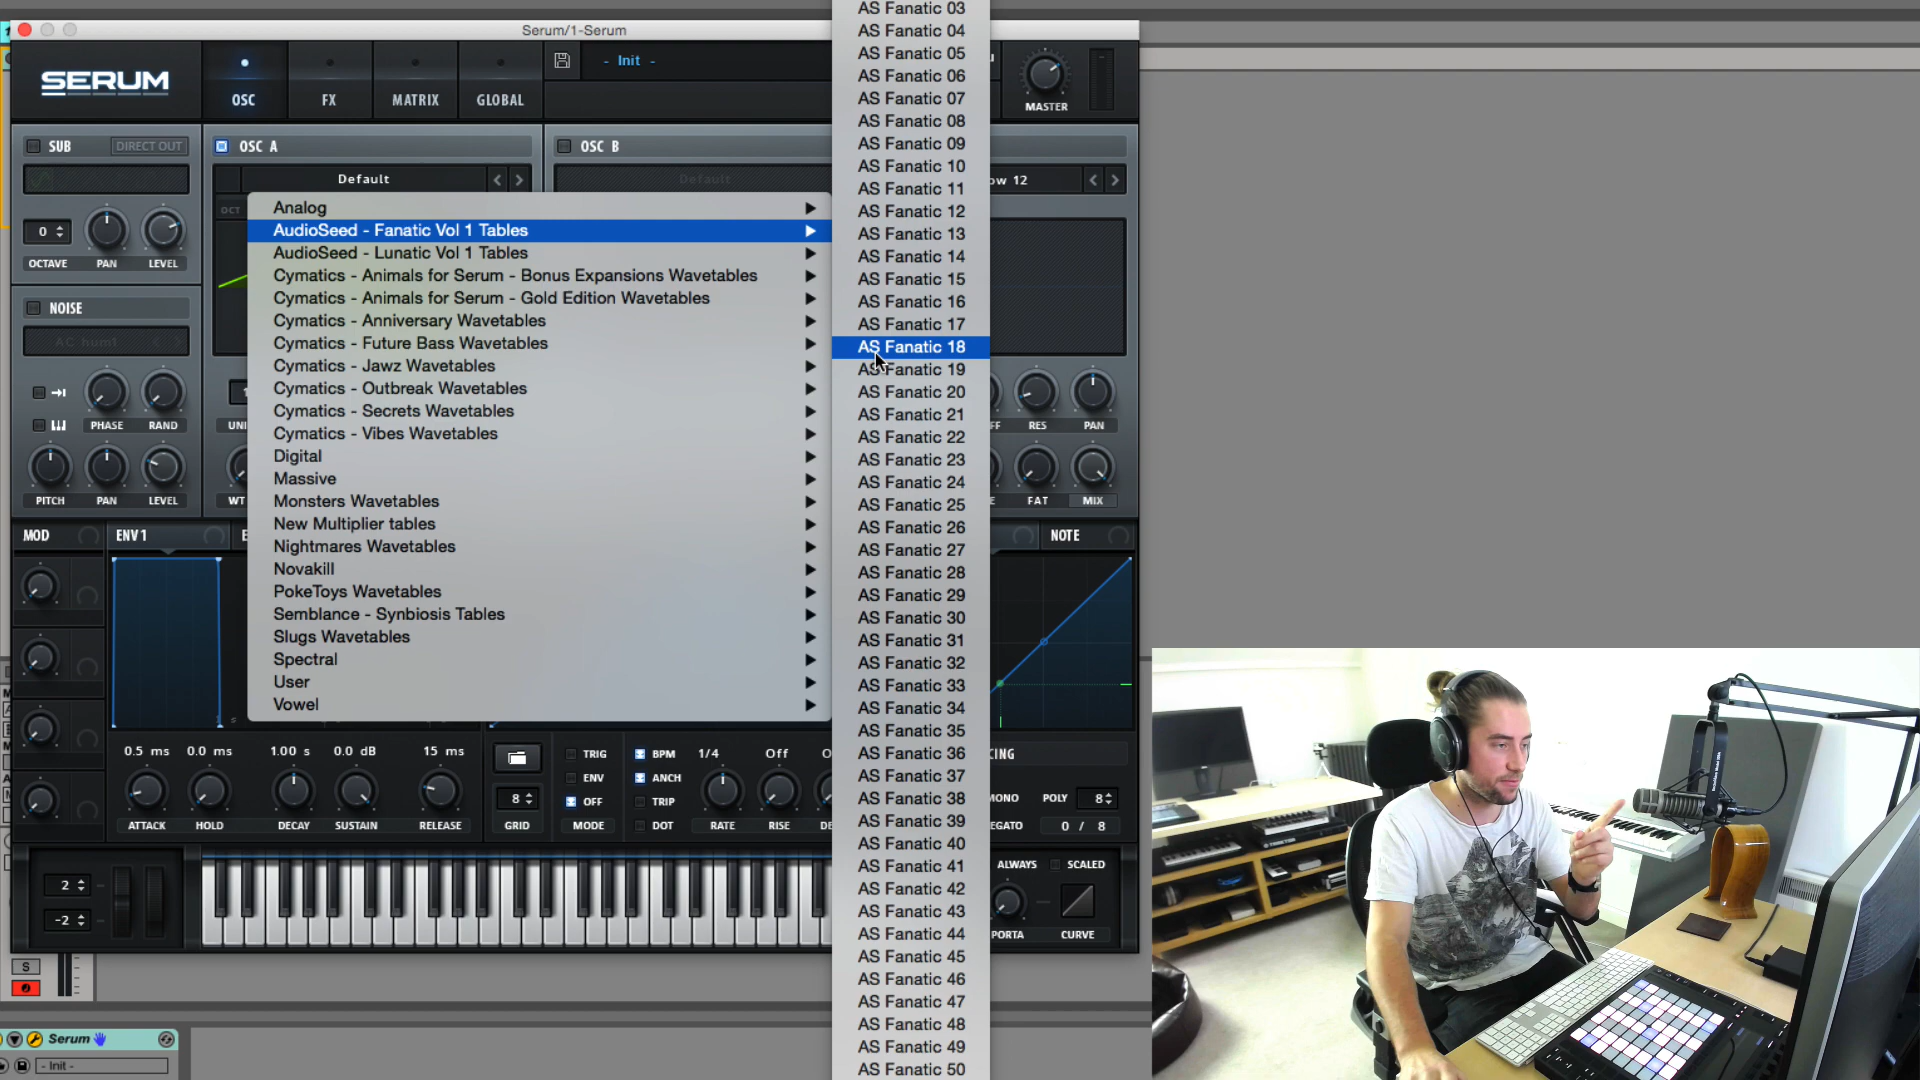 Serum/1-Serum
SERUM
OSC
FX
MATRIX
GLOBAL
- Init -
MASTER
SUB
DIRECT OUT
OSC A
OSC B
Default
Default
ow 12
0
OCTAVE
PAN
LEVEL
OCT
NOISE
AC hum1
PHASE
RAND
UNI
PITCH
PAN
LEVEL
WT
FF
RES
PAN
E
FAT
MIX
Analog
AudioSeed - Fanatic Vol 1 Tables
AudioSeed - Lunatic Vol 1 Tables
Cymatics - Animals for Serum - Bonus Expansions Wavetables
Cymatics - Animals for Serum - Gold Edition Wavetables
Cymatics - Anniversary Wavetables
Cymatics - Future Bass Wavetables
Cymatics - Jawz Wavetables
Cymatics - Outbreak Wavetables
Cymatics - Secrets Wavetables
Cymatics - Vibes Wavetables
Digital
Massive
Monsters Wavetables
New Multiplier tables
Nightmares Wavetables
Novakill
PokeToys Wavetables
Semblance - Synbiosis Tables
Slugs Wavetables
Spectral
User
Vowel
AS Fanatic 03
AS Fanatic 04
AS Fanatic 05
AS Fanatic 06
AS Fanatic 07
AS Fanatic 08
AS Fanatic 09
AS Fanatic 10
AS Fanatic 11
AS Fanatic 12
AS Fanatic 13
AS Fanatic 14
AS Fanatic 15
AS Fanatic 16
AS Fanatic 17
AS Fanatic 18
AS Fanatic 19
AS Fanatic 20
AS Fanatic 21
AS Fanatic 22
AS Fanatic 23
AS Fanatic 24
AS Fanatic 25
AS Fanatic 26
AS Fanatic 27
AS Fanatic 28
AS Fanatic 29
AS Fanatic 30
AS Fanatic 31
AS Fanatic 32
AS Fanatic 33
AS Fanatic 34
AS Fanatic 35
AS Fanatic 36
AS Fanatic 37
AS Fanatic 38
AS Fanatic 39
AS Fanatic 40
AS Fanatic 41
AS Fanatic 42
AS Fanatic 43
AS Fanatic 44
AS Fanatic 45
AS Fanatic 46
AS Fanatic 47
AS Fanatic 48
AS Fanatic 49
AS Fanatic 50
MOD
ENV1
E
NOTE
0.5 ms
0.0 ms
1.00 s
0.0 dB
15 ms
ATTACK
HOLD
DECAY
SUSTAIN
RELEASE
8
GRID
TRIG
ENV
OFF
MODE
BPM
ANCH
TRIP
DOT
1/4
Off
O
RATE
RISE
DE
CING
ONO
POLY
8
EGATO
0 / 8
ALWAYS
SCALED
PORTA
CURVE
2
-2
S
Serum
- Init -